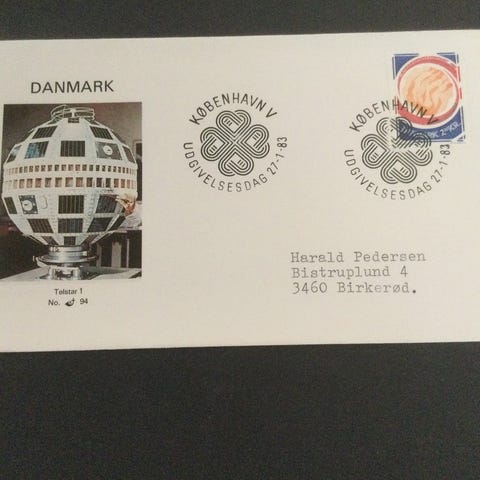 DANMARK
KØBENHAVN V
UDGIVELSESDAG 27-1-83
KØBENHAVN V
UDGIVELSESDAG 27-1-83
Telstar 1
No. 94
Harald Pedersen
Bistruplund 4
3460 Birkerød.